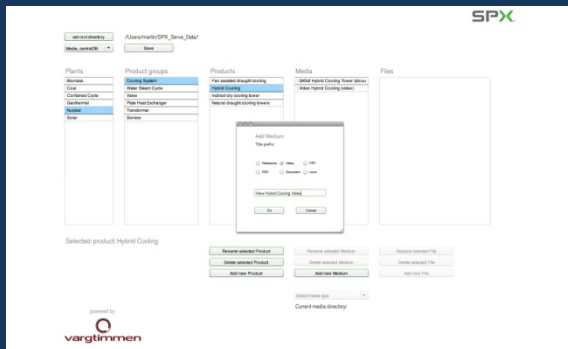 SPX
set root directory
/Users/martin/SPX_Serve_Data/
Media_centralDB
Save
Plants
Product groups
Products
Media
Files
Biomass
Coal
Combined Cycle
Geothermal
Nuclear
Solar
Cooling System
Water Steam Cycle
Valve
Plate Heat Exchanger
Transformer
Service
Fan assisted draught cooling
Hybrid Cooling
Indirect dry cooling tower
Natural draught cooling towers
Hybrid Cooling Tower
Video Hybrid Cooling (video)
Add Medium
Title prefix:
Reference
Video
PPT
PDF
Document
New Hybrid Cooling Video
OK
Cancel
Selected: product: Hybrid Cooling
Rename selected Product
Delete selected Product
Add new Product
Rename selected Medium
Delete selected Medium
Add new Medium
Replace selected File
Delete selected File
Add new File
Select media type
Current media directory:
powered by
vargtimmen